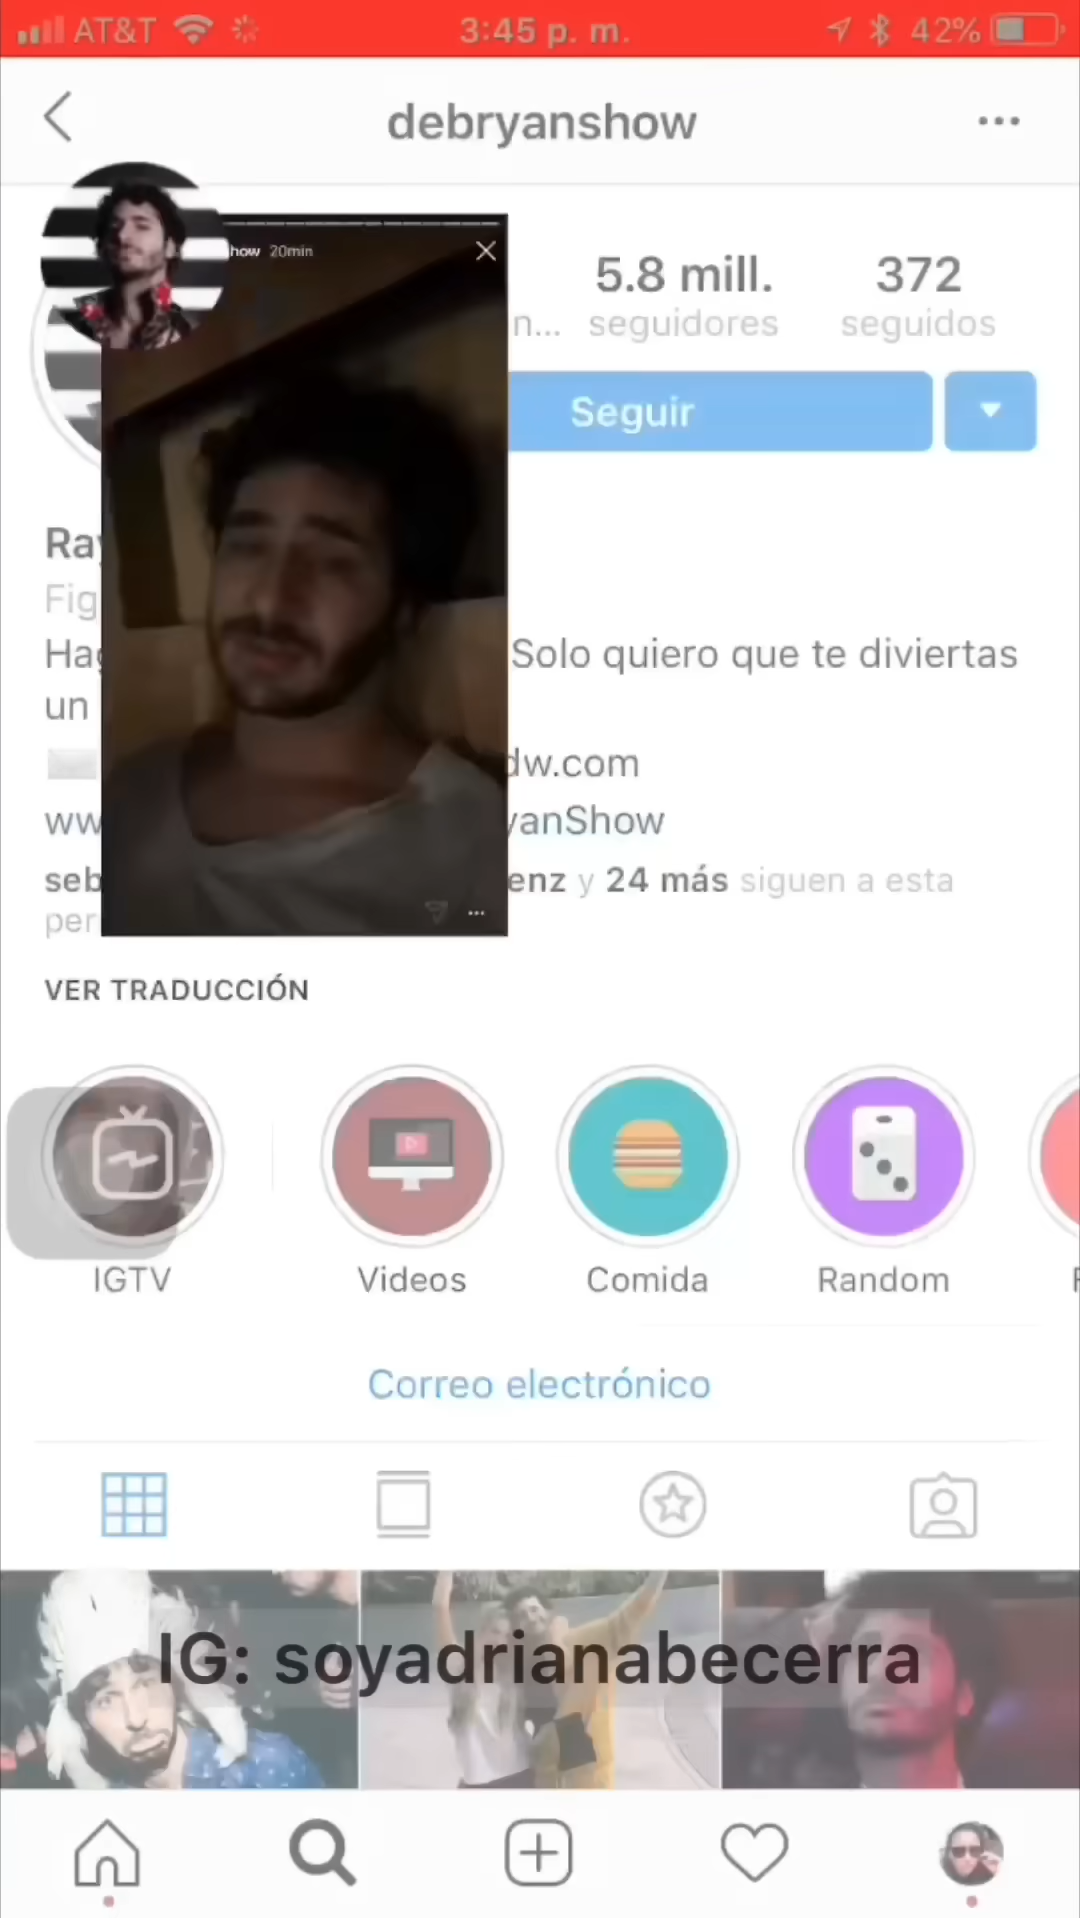 AT&T 3:45 p. m. 42%
debryanshow
how 20min
5.8 mill. 372
n... seguidores seguidos
Seguir
Ray
Fig
Hag Solo quiero que te diviertas
un
dw.com
ww yanShow
seb enz y 24 más siguen a esta
per
VER TRADUCCIÓN
IGTV Videos Comida Random
Correo electrónico
IG: soyadrianabecerra